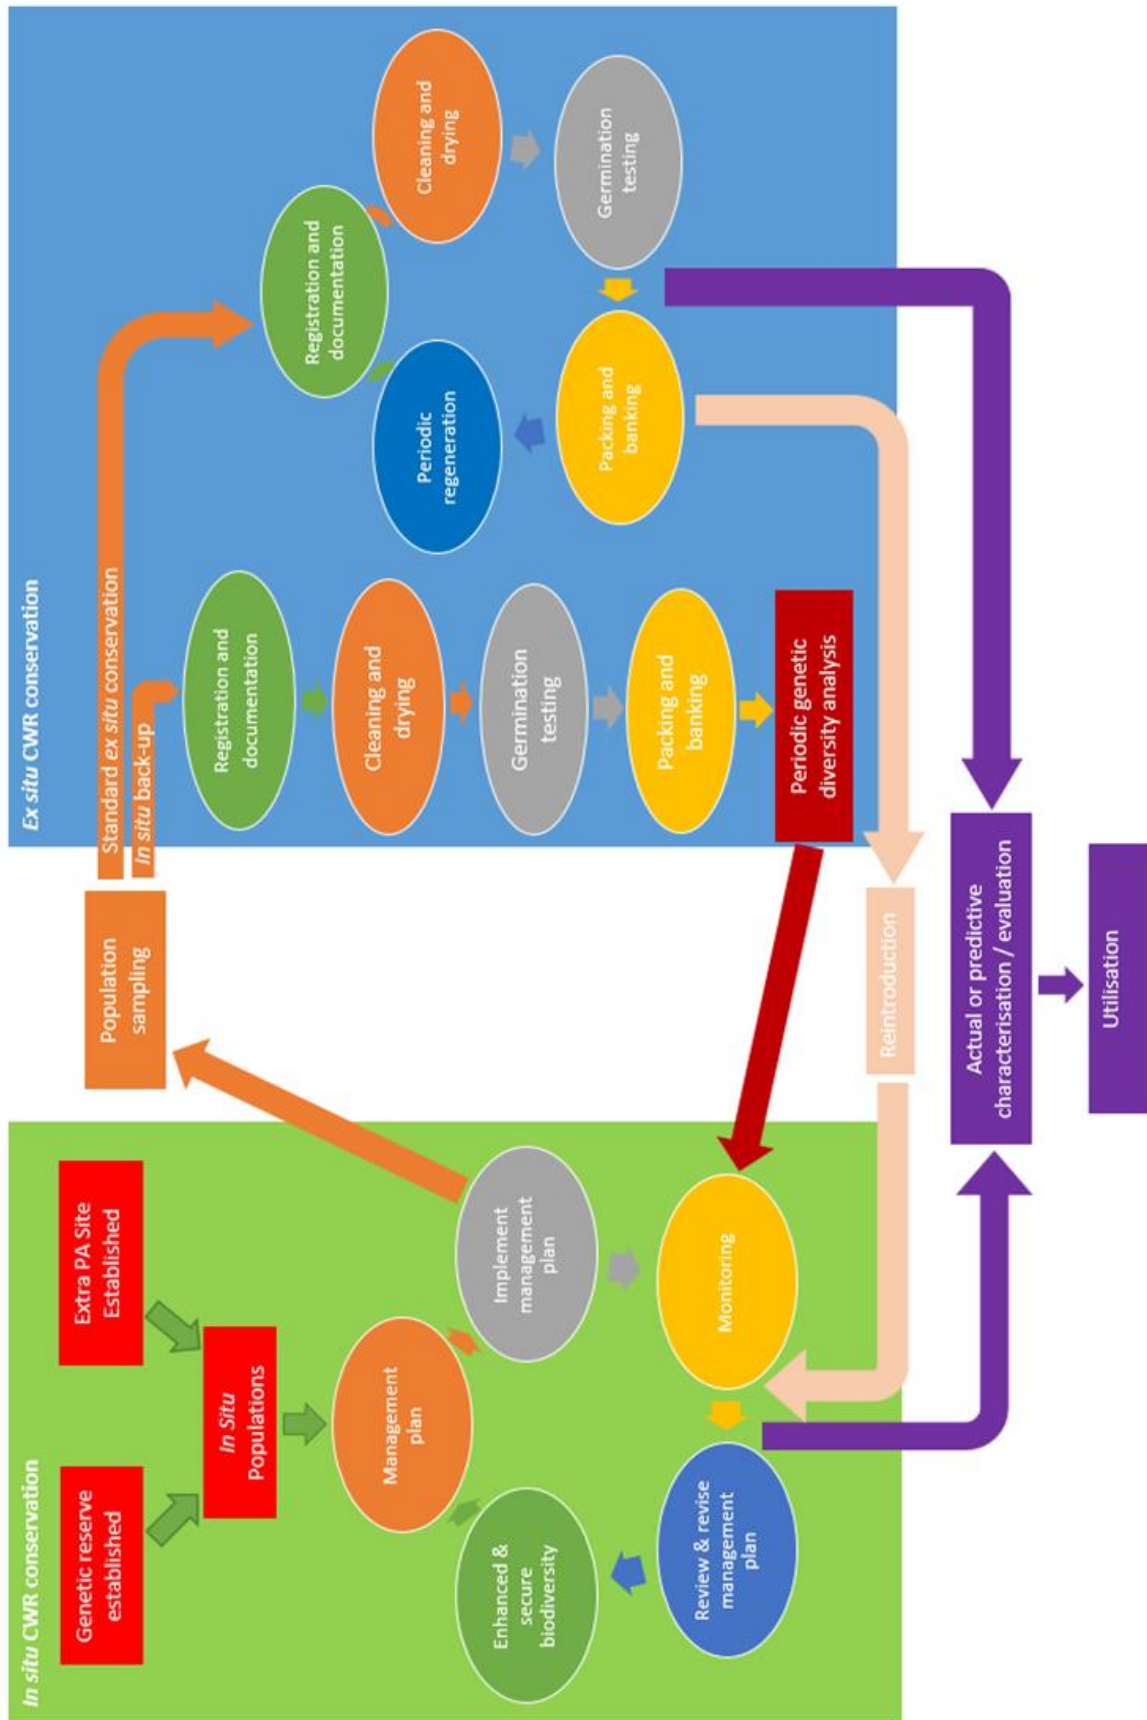 In situ CWR conservation
Genetic reserve
established
Extra PA Site
Established
In Situ
Populations
Management
plan
Implement
management
plan
Monitoring
Review & revise
management
plan
Enhanced &
secure
biodiversity
Population
sampling
Ex situ CWR conservation
Standard ex situ conservation
In situ back-up
Registration and
documentation
Cleaning and
drying
Germination
testing
Packing and
banking
Periodic genetic
diversity analysis
Registration and
documentation
Cleaning and
drying
Germination
testing
Packing and
banking
Periodic
regeneration
Reintroduction
Actual or predictive
characterisation / evaluation
Utilisation